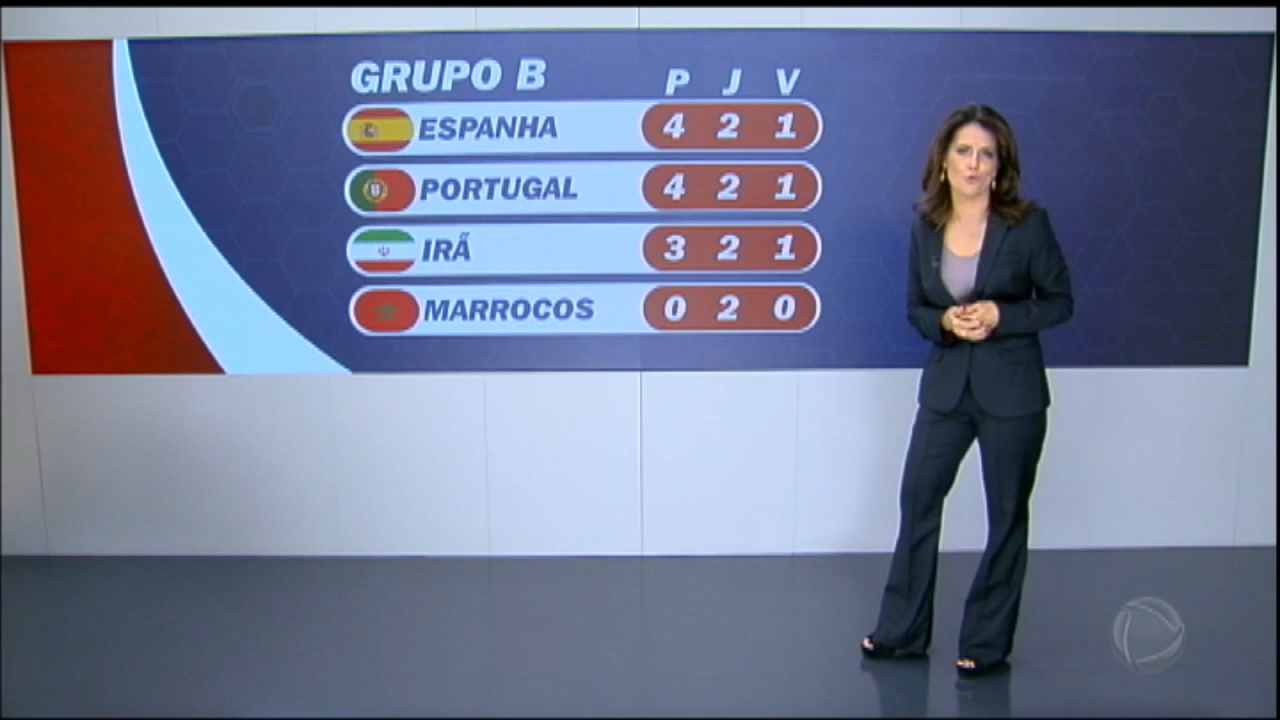 GRUPO B P J V
ESPANHA 4 2 1
PORTUGAL 4 2 1
IRÃ 3 2 1
MARROCOS 0 2 0